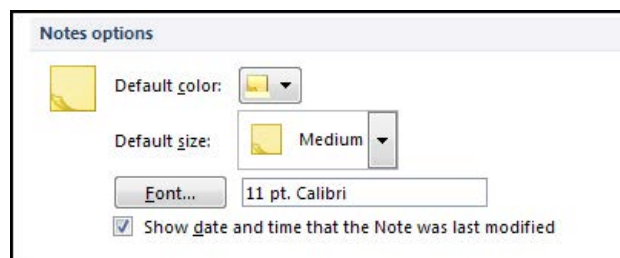 Notes options
Default color:
Default size: Medium
Font... 11 pt. Calibri
Show date and time that the Note was last modified